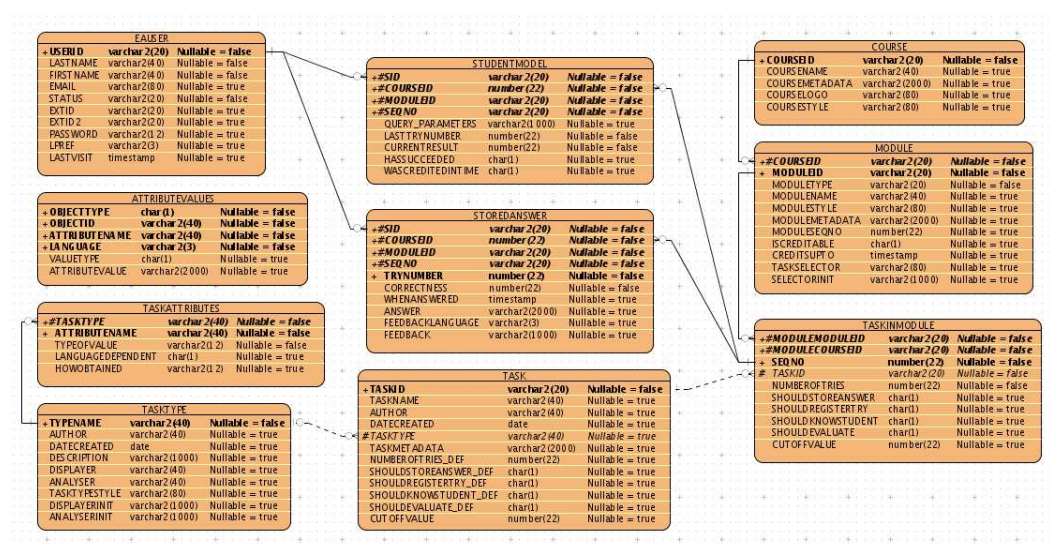 EAUSER
+USERID varchar2(20) Nullable = false
LASTNAME varchar2(40) Nullable = false
FIRSTNAME varchar2(40) Nullable = false
EMAIL varchar2(80) Nullable = true
STATUS varchar2(20) Nullable = false
EXTID varchar2(20) Nullable = true
EXTID2 varchar2(20) Nullable = true
PASSWORD varchar2(12) Nullable = true
LPREF varchar2(3) Nullable = true
LASTVISIT timestamp Nullable = true
ATTRIBUTEVALUES
+OBJECTTYPE char(1) Nullable = false
+OBJECTID varchar2(40) Nullable = false
+ATTRIBUTENAME varchar2(40) Nullable = false
+LANGUAGE varchar2(3) Nullable = false
VALUETYPE char(1) Nullable = true
ATTRIBUTEVALUE varchar2(2000) Nullable = true
TASKATTRIBUTES
+#TASKTYPE varchar2(40) Nullable = false
+ ATTRIBUTENAME varchar2(40) Nullable = false
TYPEOFVALUE varchar2(12) Nullable = false
LANGUAGEDEPENDENT char(1) Nullable = true
HOWOBTAINED varchar2(12) Nullable = true
TASKTYPE
+TYPENAME varchar2(40) Nullable = false
AUTHOR varchar2(40) Nullable = true
DATECREATED date Nullable = true
DESCRIPTION varchar2(1000) Nullable = true
DISPLAYER varchar2(40) Nullable = true
ANALYSER varchar2(40) Nullable = true
TASKTYPESTYLE varchar2(80) Nullable = true
DISPLAYERINIT varchar2(1000) Nullable = true
ANALYSERINIT varchar2(1000) Nullable = true
STUDENTMODEL
+#SID varchar2(20) Nullable = false
+#COURSEID number(22) Nullable = false
+#MODULEID varchar2(20) Nullable = false
+#SEQNO varchar2(20) Nullable = false
QUERY_PARAMETERS varchar2(1000) Nullable = true
LASTTRYNUMBER number(22) Nullable = false
CURRENTRESULT number(22) Nullable = false
HASSUCCEEDED char(1) Nullable = true
WASCREDITEDINTIME char(1) Nullable = true
STOREDANSWER
+#SID varchar2(20) Nullable = false
+#COURSEID number(22) Nullable = false
+#MODULEID varchar2(20) Nullable = false
+#SEQNO varchar2(20) Nullable = false
+ TRYNUMBER number(22) Nullable = false
CORRECTNESS number(22) Nullable = false
WHENANSWERED timestamp Nullable = true
ANSWER varchar2(2000) Nullable = true
FEEDBACKLANGUAGE varchar2(3) Nullable = true
FEEDBACK varchar2(1000) Nullable = true
TASK
+TASKID varchar2(20) Nullable = false
TASKNAME varchar2(40) Nullable = true
AUTHOR varchar2(40) Nullable = true
DATECREATED date Nullable = true
#TASKTYPE varchar2(40) Nullable = true
TASKMETADATA varchar2(2000) Nullable = true
NUMBEROFTRIES_DEF number(22) Nullable = true
SHOULDSTOREANSWER_DEF char(1) Nullable = true
SHOULDREGISTERTRY_DEF char(1) Nullable = true
SHOULDKNOWSTUDENT_DEF char(1) Nullable = true
SHOULDEVALUATE_DEF char(1) Nullable = true
CUTOFFVALUE number(22) Nullable = true
COURSE
+COURSEID varchar2(20) Nullable = false
COURSENAME varchar2(40) Nullable = true
COURSEMETADATA varchar2(2000) Nullable = true
COURSELOGO varchar2(80) Nullable = true
COURSESTYLE varchar2(80) Nullable = true
MODULE
+#COURSEID varchar2(20) Nullable = false
+ MODULEID varchar2(20) Nullable = false
MODULETYPE varchar2(20) Nullable = false
MODULENAME varchar2(40) Nullable = true
MODULESTYLE varchar2(80) Nullable = true
MODULEMETADATA varchar2(2000) Nullable = true
MODULESEQNO number(22) Nullable = true
ISCREDITABLE char(1) Nullable = true
CREDITSUPTO timestamp Nullable = true
TASKSELECTOR varchar2(80) Nullable = true
SELECTORINIT varchar2(1000) Nullable = true
TASKINMODULE
+#MODULEMODULEID varchar2(20) Nullable = false
+#MODULECOURSEID varchar2(20) Nullable = false
+ SEQNO number(22) Nullable = false
# TASKID varchar2(20) Nullable = false
NUMBEROFTRIES number(22) Nullable = false
SHOULDSTOREANSWER char(1) Nullable = true
SHOULDREGISTERTRY char(1) Nullable = true
SHOULDKNOWSTUDENT char(1) Nullable = true
SHOULDEVALUATE char(1) Nullable = true
CUTOFFVALUE number(22) Nullable = true